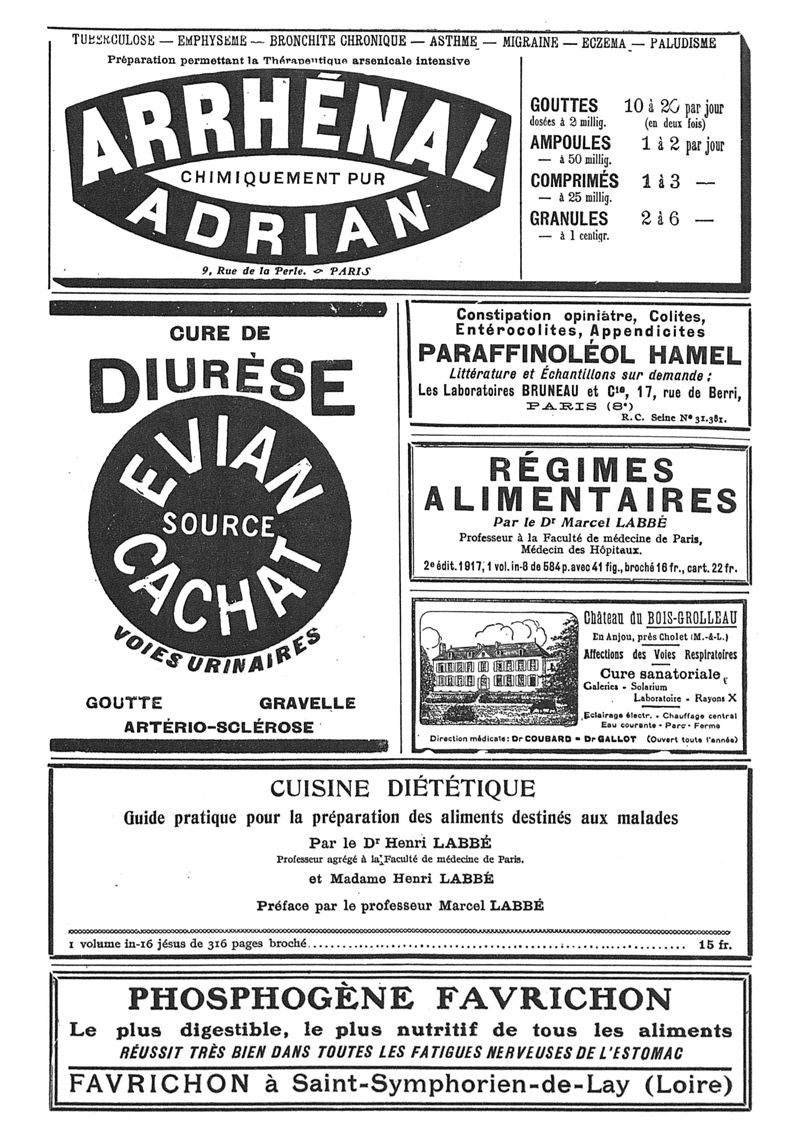 TUBERCULOSE — EMPHYSEME — BRONCHITE CHRONIQUE — ASTHME — MIGRAINE — ECZEMA — PALUDISME
Préparation permettant la Thérapeutique arsenicale intensive
ARRHÉNAL
CHIMIQUEMENT PUR
ADRIAN
9, Rue de la Perle. PARIS
GOUTTES 10 à 20 par jour
dosées à 2 millig. (en deux fois)
AMPOULES 1 à 2 par jour
— à 50 millig.
COMPRIMÉS 1 à 3 —
— à 25 millig.
GRANULES 2 à 6 —
— à 1 centigr.
CURE DE
DIURÈSE
EVIAN
SOURCE
CACHAT
VOIES URINAIRES
GOUTTE GRAVELLE
ARTÉRIO-SCLÉROSE
Constipation opiniâtre, Colites,
Entérocolites, Appendicites
PARAFFINOLÉOL HAMEL
Littérature et Échantillons sur demande :
Les Laboratoires BRUNEAU et Cie, 17, rue de Berri,
PARIS (8e)
R.C. Seine No 31.381.
RÉGIMES
ALIMENTAIRES
Par le Dr Marcel LABBÉ
Professeur à la Faculté de médecine de Paris,
Médecin des Hôpitaux.
2e édit. 1917, 1 vol. in-8 de 584 p. avec 41 fig., broché 16 fr., cart. 22 fr.
Château du BOIS-GROLLEAU
En Anjou, près Cholet (M.-&-L.)
Affections des Voies Respiratoires
Cure sanatoriale
Galeries - Solarium
Laboratoire - Rayons X
Eclairage électr. - Chauffage central
Eau courante - Parc - Ferme
Direction médicale : Dr COUBARD - Dr GALLOT (Ouvert toute l'année)
CUISINE DIÉTÉTIQUE
Guide pratique pour la préparation des aliments destinés aux malades
Par le Dr Henri LABBÉ
Professeur agrégé à la Faculté de médecine de Paris.
et Madame Henri LABBÉ
Préface par le professeur Marcel LABBÉ
1 volume in-16 jésus de 316 pages broché........ 15 fr.
PHOSPHOGÈNE FAVRICHON
Le plus digestible, le plus nutritif de tous les aliments
RÉUSSIT TRÈS BIEN DANS TOUTES LES FATIGUES NERVEUSES DE L'ESTOMAC
FAVRICHON à Saint-Symphorien-de-Lay (Loire)